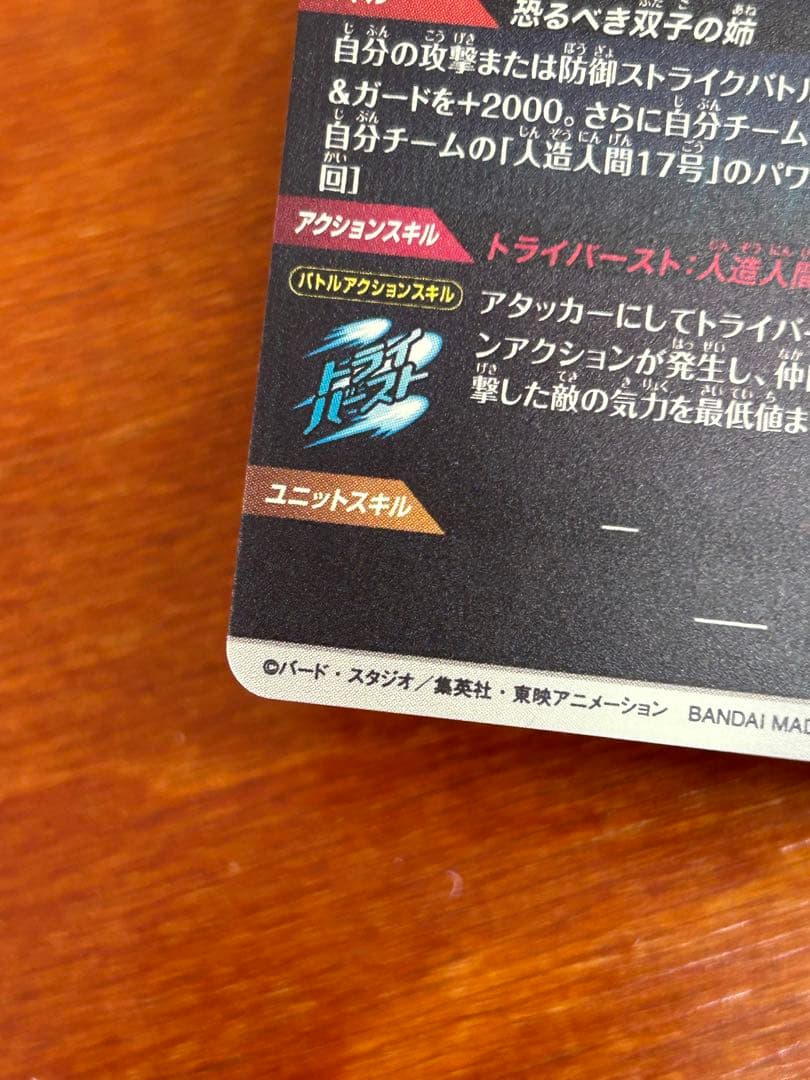 恐るべき双子の姉
自分の攻撃または防御ストライクバトル
&ガードを+2000。さらに自分チーム
自分チームの「人造人間17号」のパワ
回]
アクションスキル
トライバースト:人造人間
バトルアクションスキル
トライ
バースト
アタッカーにしてトライバー
ンアクションが発生し、仲
撃した敵の気力を最低値ま
ユニットスキル
©バード・スタジオ/集英社・東映アニメーション BANDAI MAD